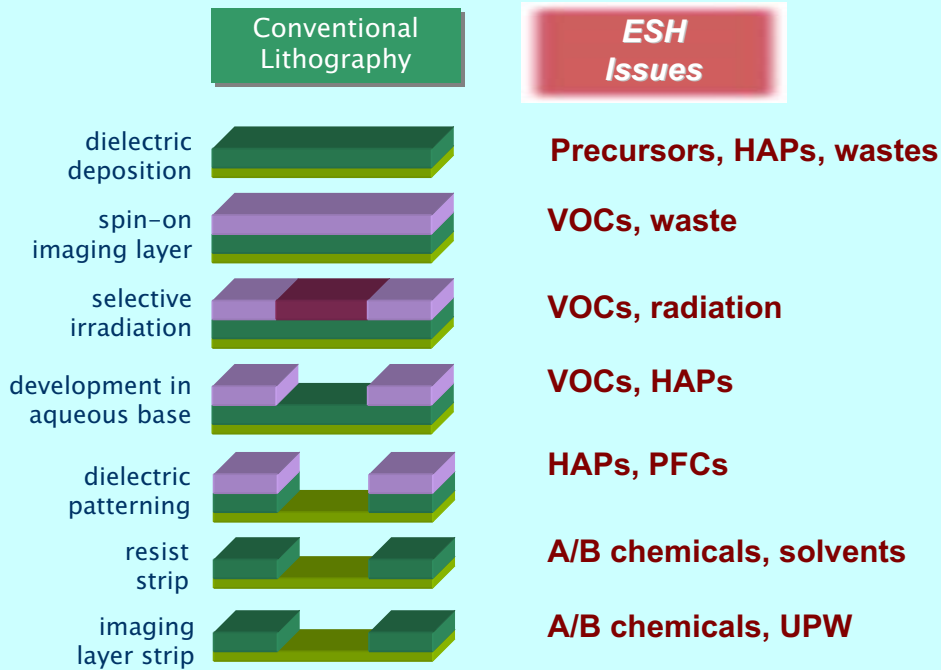 Conventional
Lithography
ESH
Issues
dielectric
deposition
Precursors, HAPs, wastes
spin-on
imaging layer
VOCs, waste
selective
irradiation
VOCs, radiation
development in
aqueous base
VOCs, HAPs
dielectric
patterning
HAPs, PFCs
resist
strip
A/B chemicals, solvents
imaging
layer strip
A/B chemicals, UPW